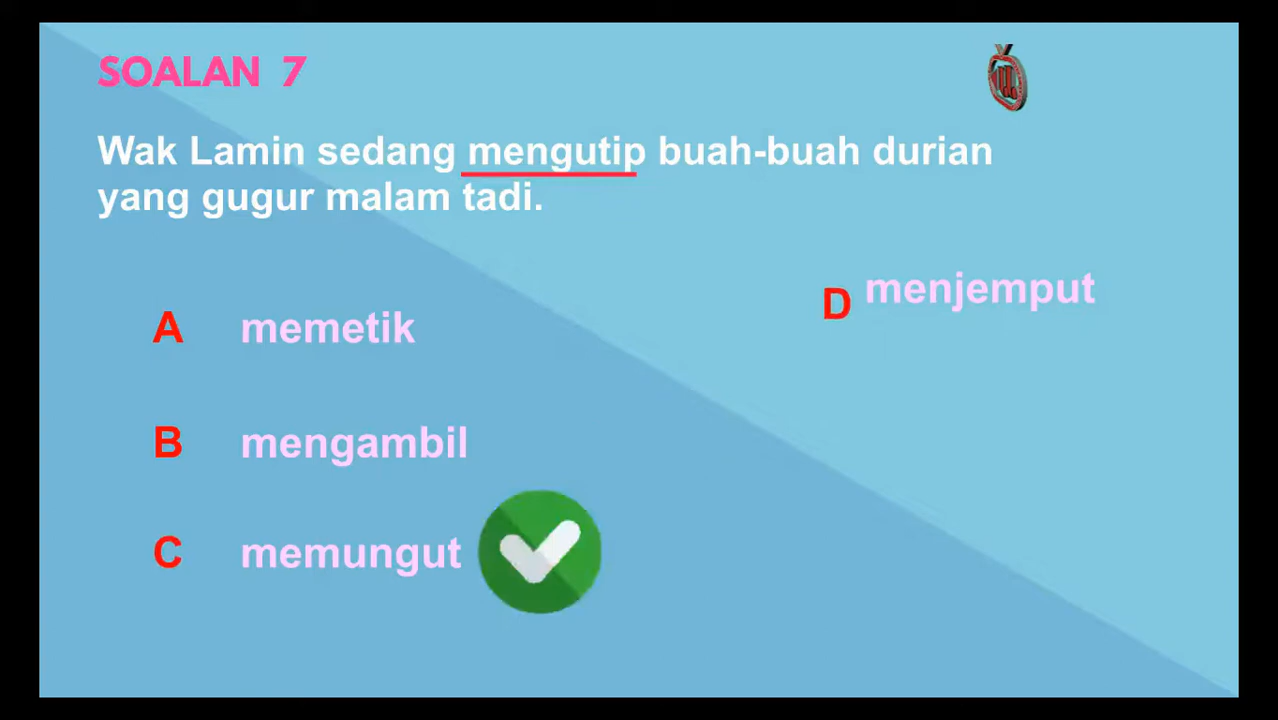 SOALAN 7
Wak Lamin sedang mengutip buah-buah durian
yang gugur malam tadi.
A memetik
B mengambil
C memungut
D menjemput